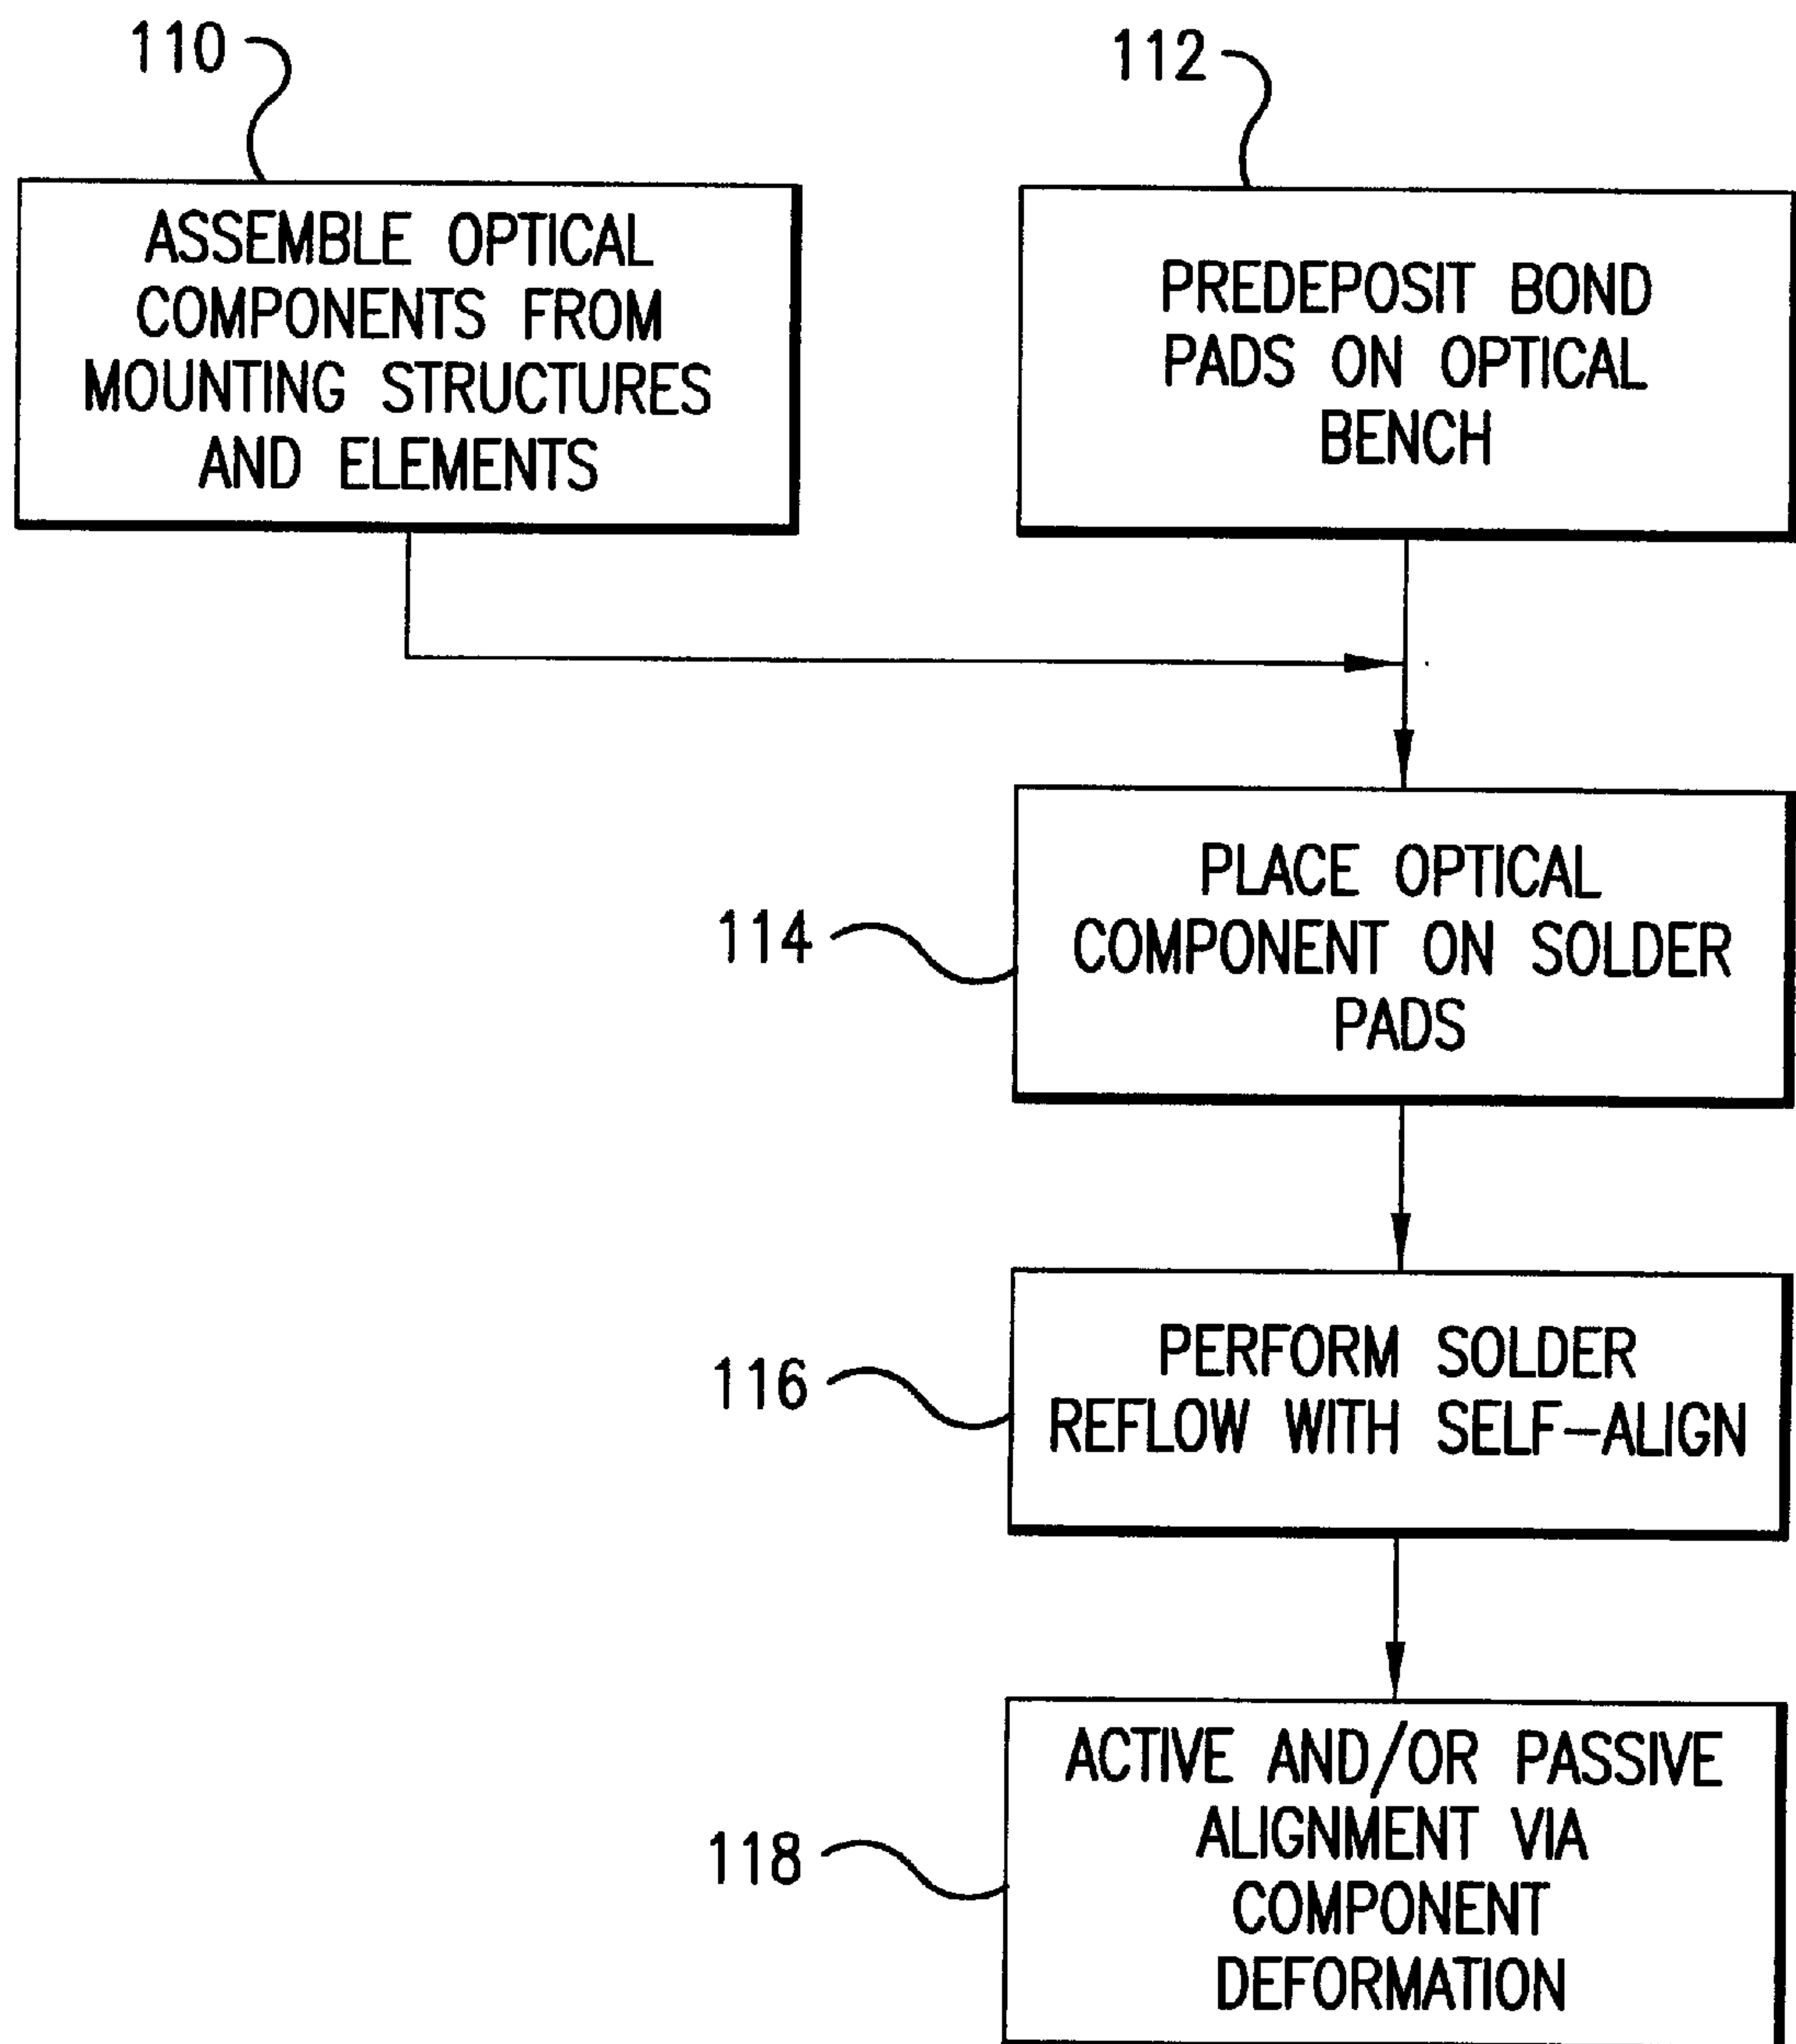 110
112
ASSEMBLE OPTICAL
COMPONENTS FROM
MOUNTING STRUCTURES
AND ELEMENTS
PREDEPOSIT BOND
PADS ON OPTICAL
BENCH
114
PLACE OPTICAL
COMPONENT ON SOLDER
PADS
116
PERFORM SOLDER
REFLOW WITH SELF-ALIGN
118
ACTIVE AND/OR PASSIVE
ALIGNMENT VIA
COMPONENT
DEFORMATION